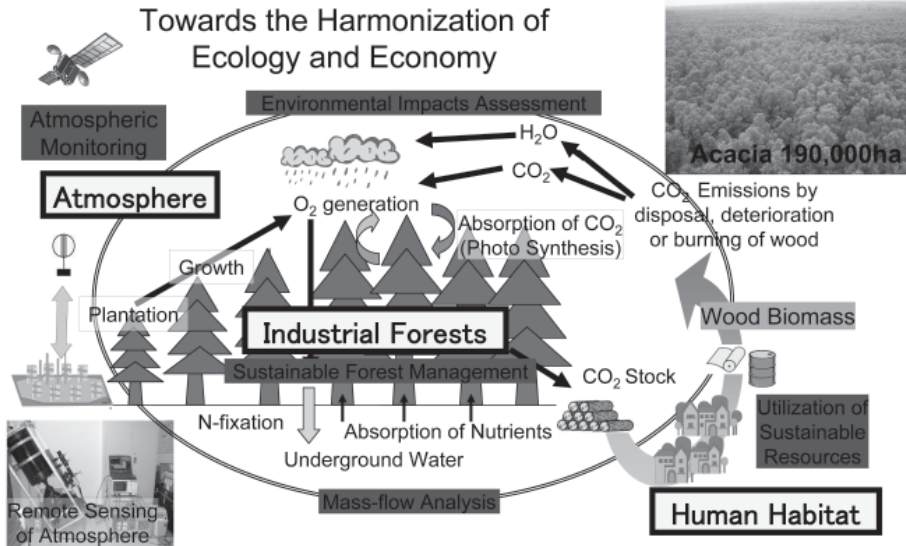 Towards the Harmonization of
Ecology and Economy
Environmental Impacts Assessment
Atmospheric
Monitoring
Atmosphere
H₂O
CO₂
Acacia 190,000ha
CO₂ Emissions by
disposal, deterioration
or burning of wood
O₂ generation
Absorption of CO₂
(Photo Synthesis)
Growth
Plantation
Industrial Forests
Wood Biomass
Sustainable Forest Management
CO₂ Stock
N-fixation
Absorption of Nutrients
Underground Water
Utilization of
Sustainable
Resources
Mass-flow Analysis
Remote Sensing
of Atmosphere
Human Habitat